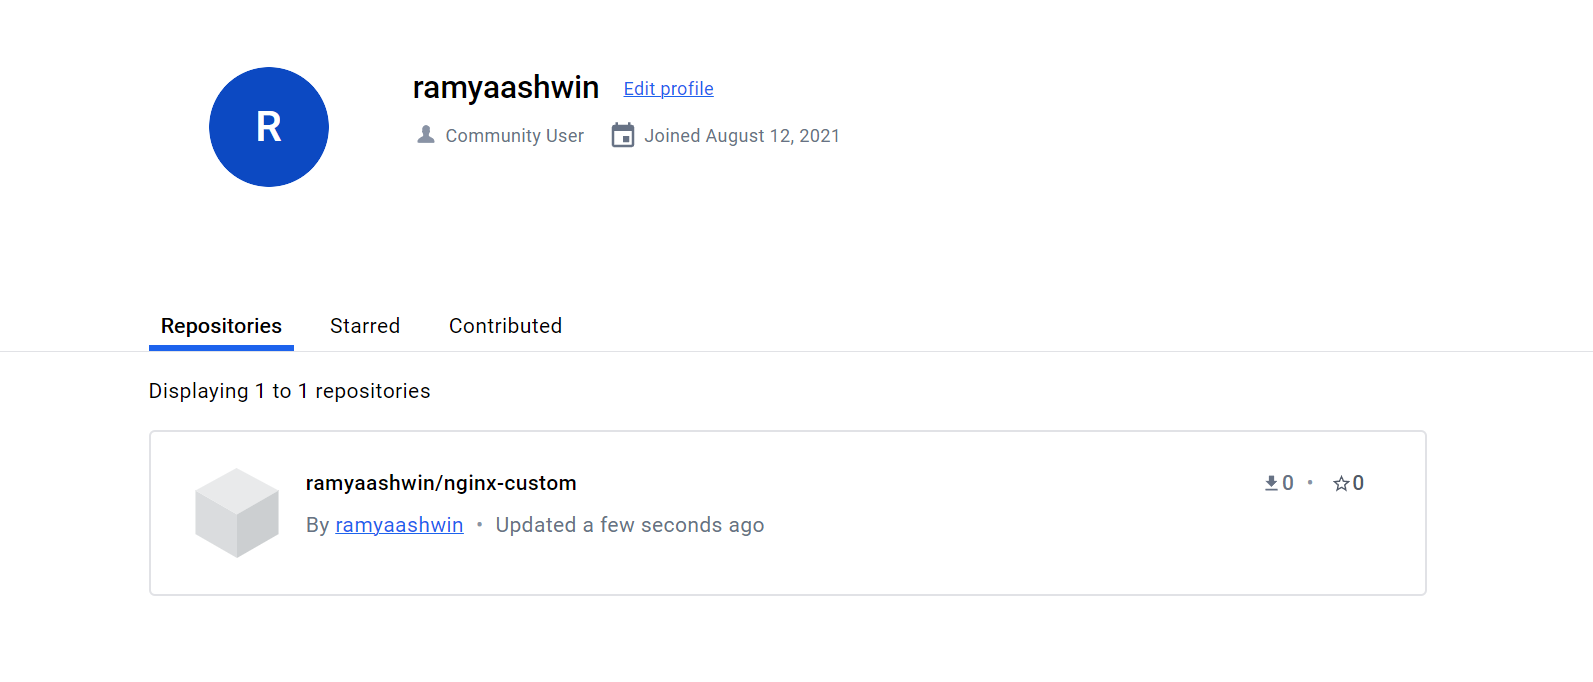 R
ramyaashwin Edit profile
Community User Joined August 12, 2021
Repositories Starred Contributed
Displaying 1 to 1 repositories
ramyaashwin/nginx-custom 0 • 0
By ramyaashwin • Updated a few seconds ago